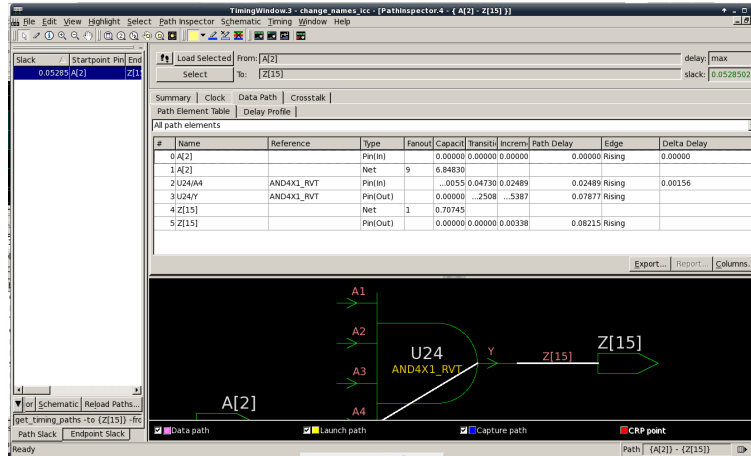 TimingWindow.3 - change_names_icc - [PathInspector.4 - { A[2] - Z[15] }]
File Edit View Highlight Select Path Inspector Schematic Timing Window Help
Slack Startpoint Pin End
0.05285 A[2] Z[1
Load Selected From: A[2] delay: max
Select To: Z[15] slack: 0.0528502
Summary Clock Data Path Crosstalk
Path Element Table Delay Profile
All path elements
# Name Reference Type Fanout Capacit Transiti Increm Path Delay Edge Delta Delay
0 A[2] Pin(In) 0.00000 0.00000 0.00000 0.00000 Rising 0.00000
1 A[2] Net 9 6.84830
2 U24/A4 AND4X1_RVT Pin(In) ...0055 0.04730 0.02489 0.02489 Rising 0.00156
3 U24/Y AND4X1_RVT Pin(Out) 0.00000 ...2508 ...5387 0.07877 Rising
4 Z[15] Net 1 0.70745
5 Z[15] Pin(Out) 0.00000 0.00000 0.00338 0.08215 Rising
Export... Report... Columns.
A1
A2
U24
AND4X1_RVT
Y
Z[15]
Z[15]
A3
A[2]
A4
or Schematic Reload Paths...
get_timing_paths -to {Z[15]} -fro
Path Slack Endpoint Slack
Data path Launch path Capture path CRP point
Ready Path {A[2]} - {Z[15]}